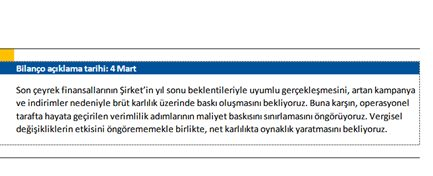 Bilanço açıklama tarihi: 4 Mart
Son çeyrek finansallarının Şirket'in yıl sonu beklentileriyle uyumlu gerçekleşmesini, artan kampanya
ve indirimler nedeniyle brüt karlılık üzerinde baskı oluşmasını bekliyoruz. Buna karşın, operasyonel
tarafta hayata geçirilen verimlilik adımlarının maliyet baskısını sınırlamasını öngörüyoruz. Vergisel
değişikliklerin etkisini öngörememekle birlikte, net karlılıkta oynaklık yaratmasını bekliyoruz.